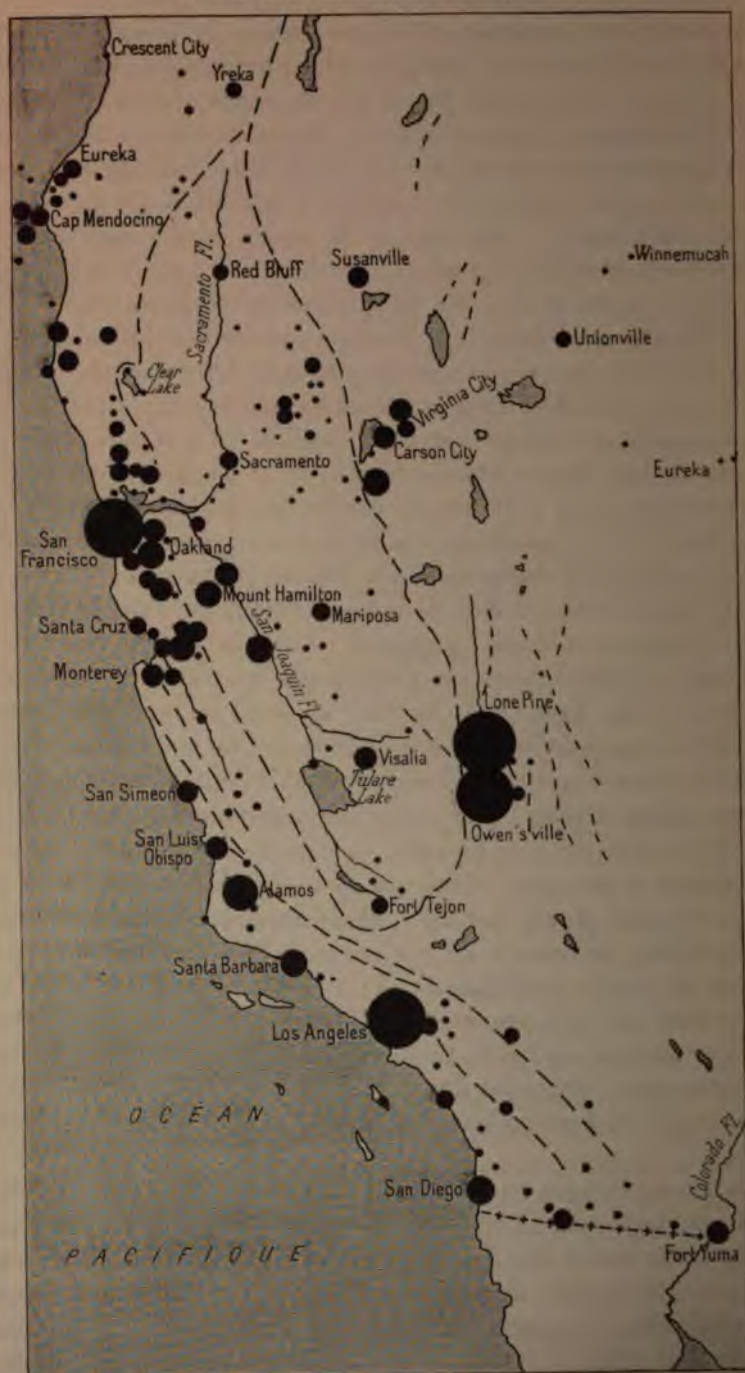 Crescent City
Yreka
Eureka
Cap Mendocino
Sacramento Fl.
Red Bluff
Susanville
Winnemucah
Unionville
Clear
Lake
Virginia City
Carson City
Sacramento
Eureka
San
Francisco
Oakland
Mount Hamilton
Mariposa
Santa Cruz
San Joaquin Fl.
Monterey
Lone Pine
Visalia
Tulare
Lake
San Simeon
Owen's ville
San Luis
Obispo
Alamos
Fort Tejon
Santa Barbara
Los Angeles
OCÉAN
Colorado Fl.
San Diego
PACIFIQUE
Fort Yuma